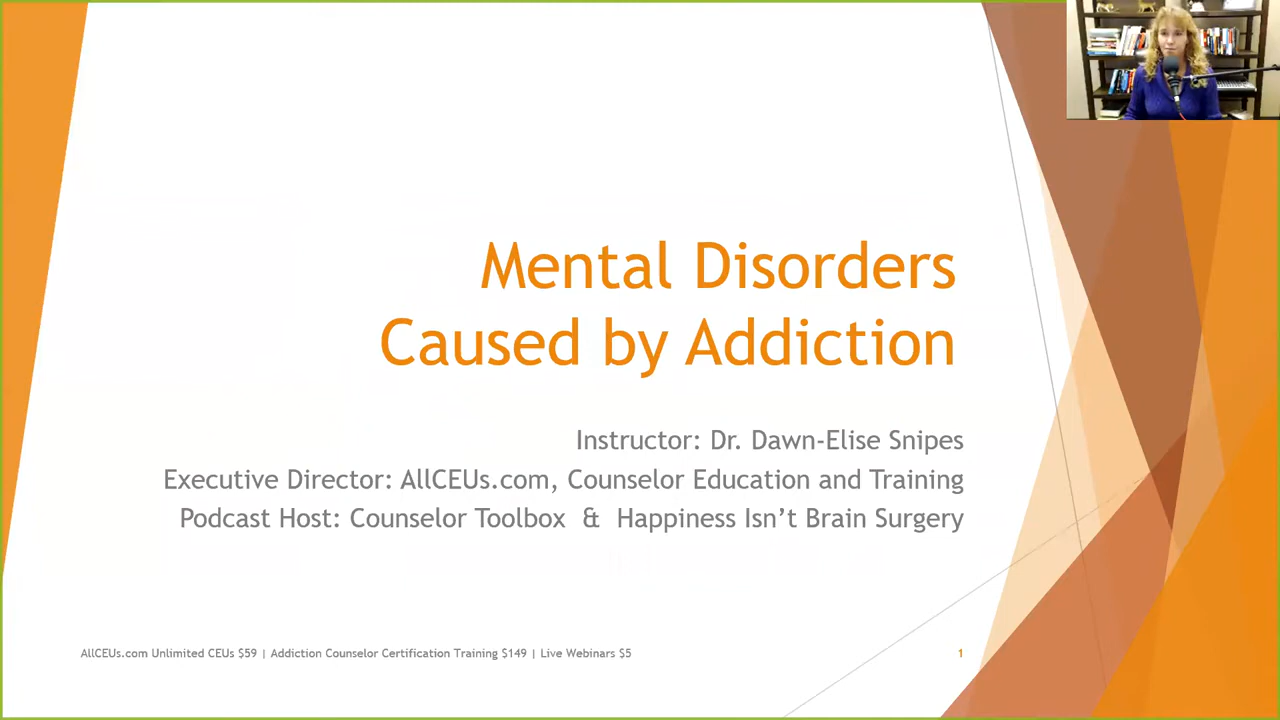 Mental Disorders
Caused by Addiction
Instructor: Dr. Dawn-Elise Snipes
Executive Director: AllCEUs.com, Counselor Education and Training
Podcast Host: Counselor Toolbox & Happiness Isn’t Brain Surgery
AllCEUs.com Unlimited CEUs $59 | Addiction Counselor Certification Training $149 | Live Webinars $5
1